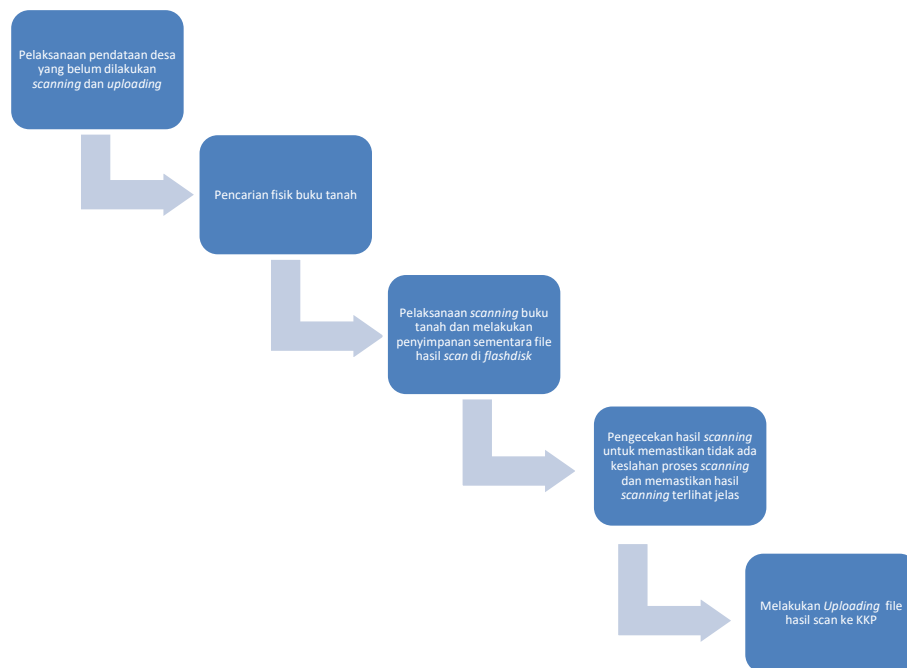 Pelaksanaan pendataan desa
yang belum dilakukan
scanning dan uploading
Pencarian fisik buku tanah
Pelaksanaan scanning buku
tanah dan melakukan
penyimpanan sementara file
hasil scan di flashdisk
Pengecekan hasil scanning
untuk memastikan tidak ada
keslahan proses scanning
dan memastikan hasil
scanning terlihat jelas
Melakukan Uploading file
hasil scan ke KKP